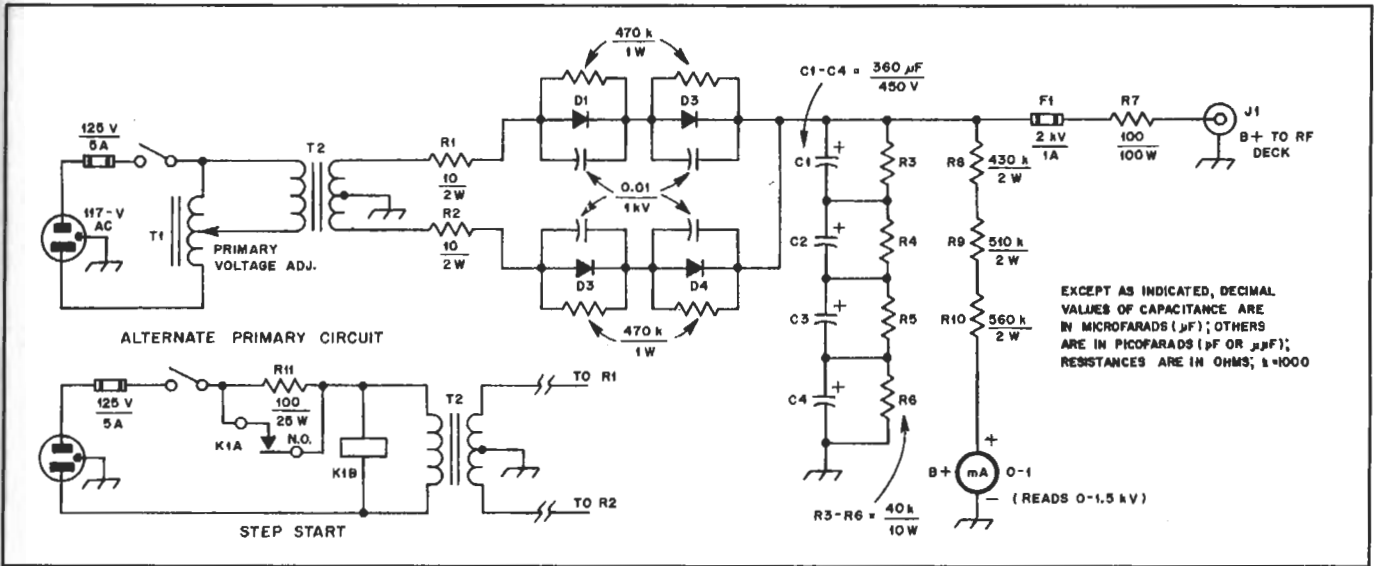 470 k
1 W
C1-C4 = 360 µF
450 V
D1
D3
125 V
5A
T2
R1
10
2 W
F1
2 kV
1A
R7
100
100 W
J1
B+ TO RF
DECK
C1
R3
R8
430 k
2 W
0.01
1 kV
117-V
AC
T1
PRIMARY
VOLTAGE ADJ.
R2
10
2 W
C2
R4
R9
510 k
2 W
D3
D4
EXCEPT AS INDICATED, DECIMAL
VALUES OF CAPACITANCE ARE
IN MICROFARADS (µF); OTHERS
ARE IN PICOFARADS (pF OR µµF);
RESISTANCES ARE IN OHMS; k=1000
C3
R5
R10
560 k
2 W
470 k
1 W
ALTERNATE PRIMARY CIRCUIT
125 V
5A
R11
100
25 W
K1A
N.O.
K1B
T2
TO R1
TO R2
C4
R6
B+
mA
0-1
(READS 0-1.5 kV)
R3-R6 = 40 k
10 W
STEP START